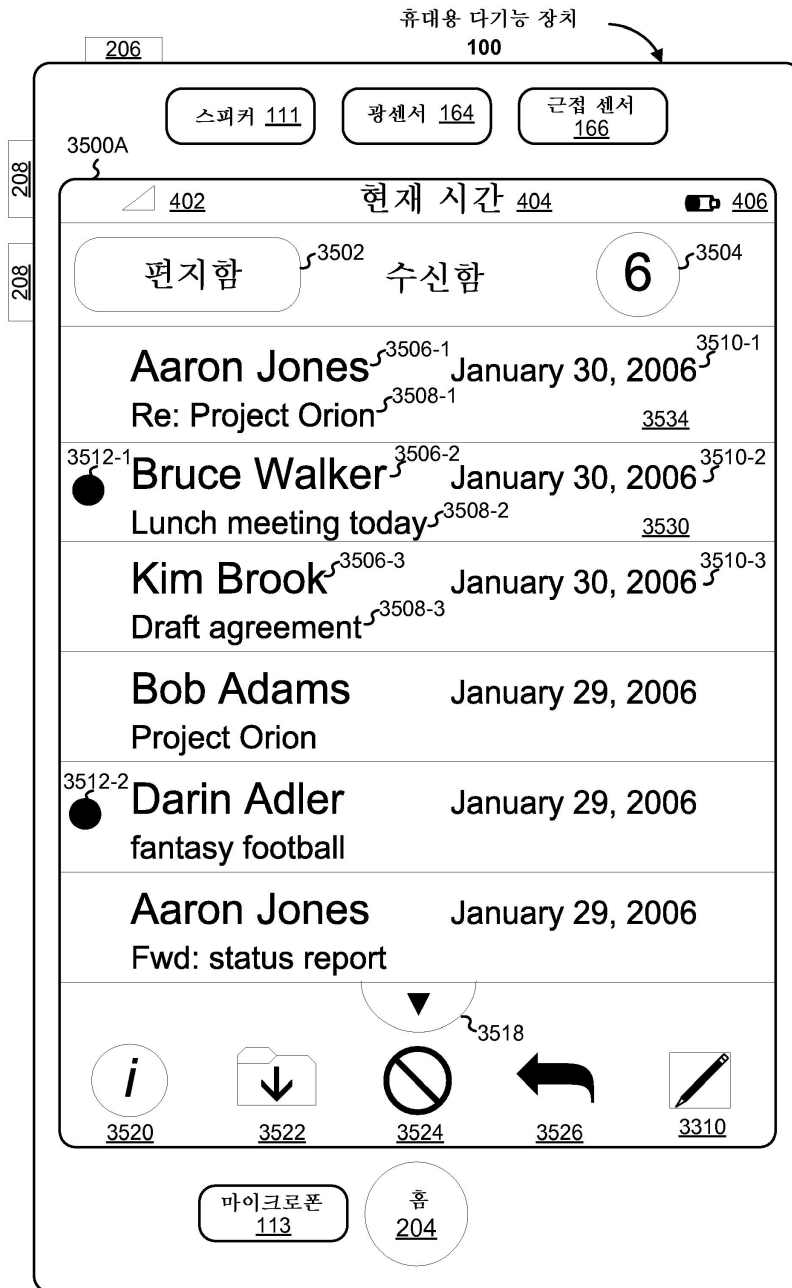 휴대용 다기능 장치
100
206
스피커 111
광센서 164
근접 센서
166
3500A
208
208
402
현재 시간 404
406
편지함
3502
수신함
6
3504
Aaron Jones
3506-1
January 30, 2006
3510-1
Re: Project Orion
3508-1
3534
3512-1
Bruce Walker
3506-2
January 30, 2006
3510-2
Lunch meeting today
3508-2
3530
Kim Brook
3506-3
January 30, 2006
3510-3
Draft agreement
3508-3
Bob Adams
January 29, 2006
Project Orion
3512-2
Darin Adler
January 29, 2006
fantasy football
Aaron Jones
January 29, 2006
Fwd: status report
3518
i
3520
3522
3524
3526
3310
마이크로폰
113
홈
204